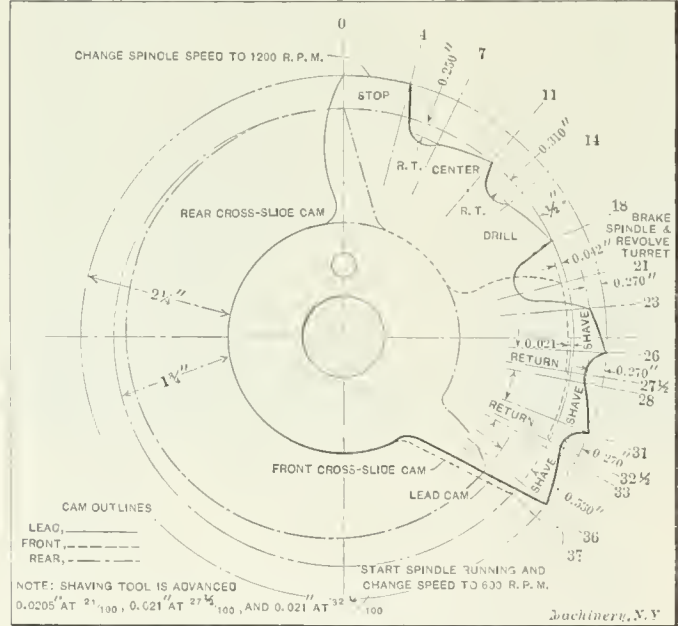 0
4
7
11
14
18
21
23
26
27½
28
31
32½
33
36
37
CHANGE SPINDLE SPEED TO 1200 R. P. M.
STOP
0.250"
R. T.
CENTER
0.310"
R. T.
½"
DRILL
BRAKE
SPINDLE &
REVOLVE
TURRET
0.042"
0.270"
REAR CROSS-SLIDE CAM
2¼"
1¾"
SHAVE
0.021
RETURN
0.270"
SHAVE
RETURN
0.270"
SHAVE
0.330"
FRONT CROSS-SLIDE CAM
LEAD CAM
START SPINDLE RUNNING AND
CHANGE SPEED TO 600 R. P. M.
CAM OUTLINES
LEAD,
FRONT,
REAR,
NOTE: SHAVING TOOL IS ADVANCED
0.0205" AT 21/100, 0.021" AT 27½/100, AND 0.021" AT 32½/100
Machinery, N.Y